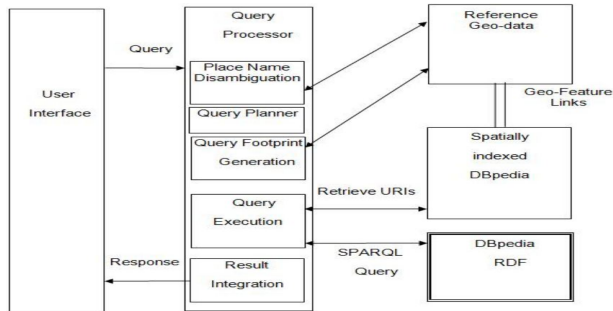 User
Interface
Query
Query
Processor
Place Name
Disambiguation
Query Planner
Query Footprint
Generation
Query
Execution
Result
Integration
Response
Reference
Geo-data
Geo-Feature
Links
Spatially
indexed
DBpedia
Retrieve URIs
SPARQL
Query
DBpedia
RDF